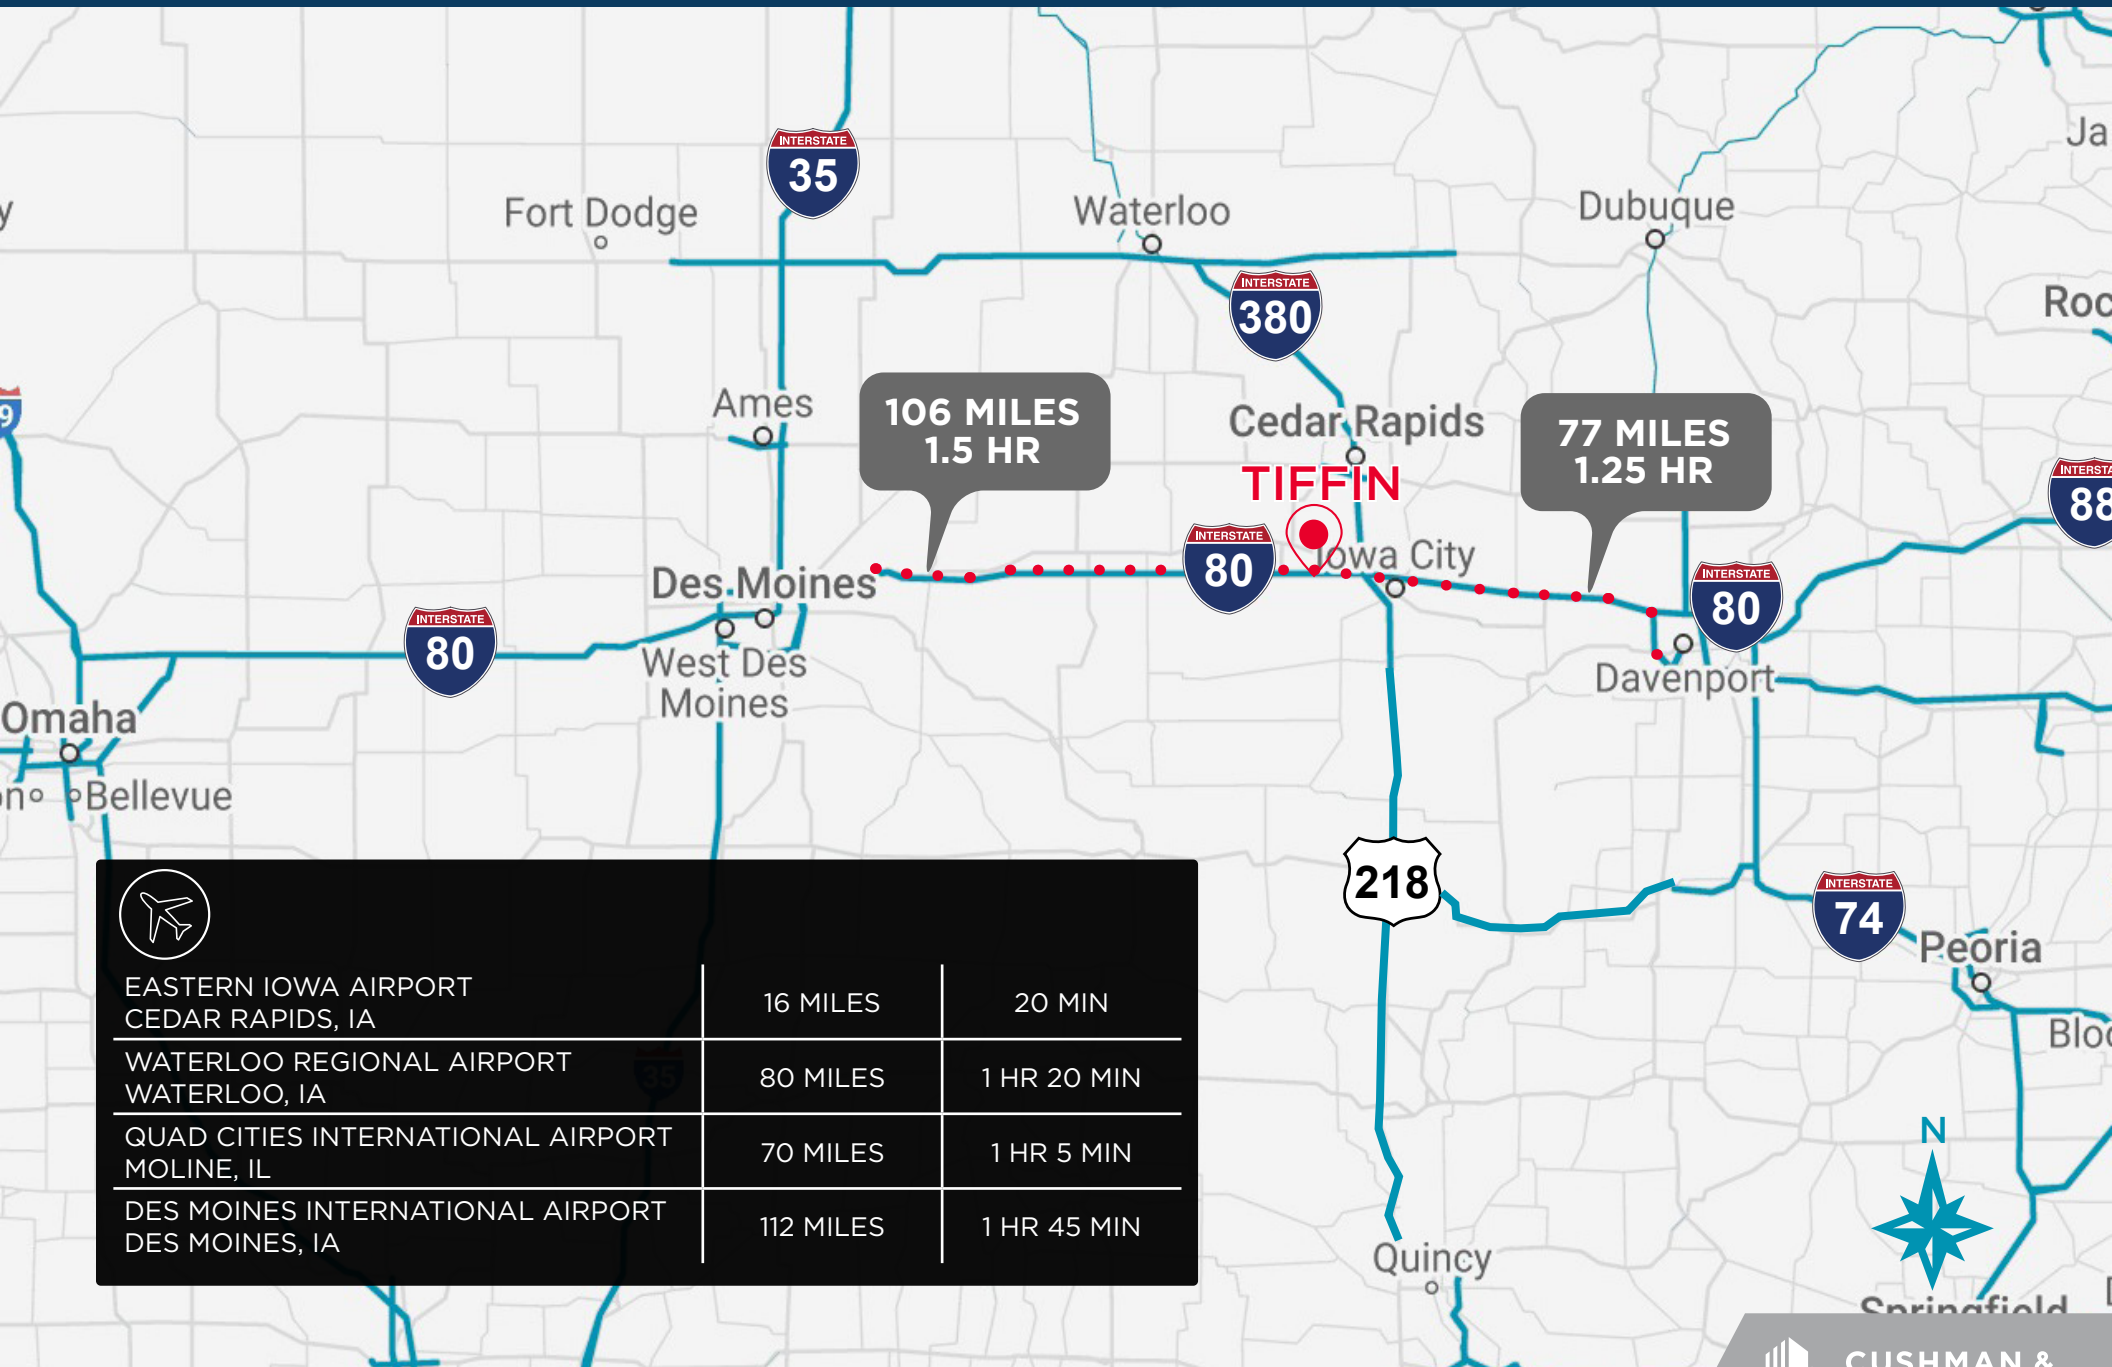 INTERSTATE
35
Fort Dodge
Waterloo
Dubuque
INTERSTATE
380
Ames
106 MILES
1.5 HR
Cedar Rapids
77 MILES
1.25 HR
TIFFIN
INTERSTATE
80
Iowa City
88
Des Moines
INTERSTATE
80
INTERSTATE
80
West Des
Moines
Davenport
Omaha
Bellevue
218
INTERSTATE
74
Peoria
EASTERN IOWA AIRPORT
CEDAR RAPIDS, IA
16 MILES
20 MIN
WATERLOO REGIONAL AIRPORT
WATERLOO, IA
80 MILES
1 HR 20 MIN
35
QUAD CITIES INTERNATIONAL AIRPORT
MOLINE, IL
70 MILES
1 HR 5 MIN
DES MOINES INTERNATIONAL AIRPORT
DES MOINES, IA
112 MILES
1 HR 45 MIN
N
Quincy
Springfield
CUSHMAN &